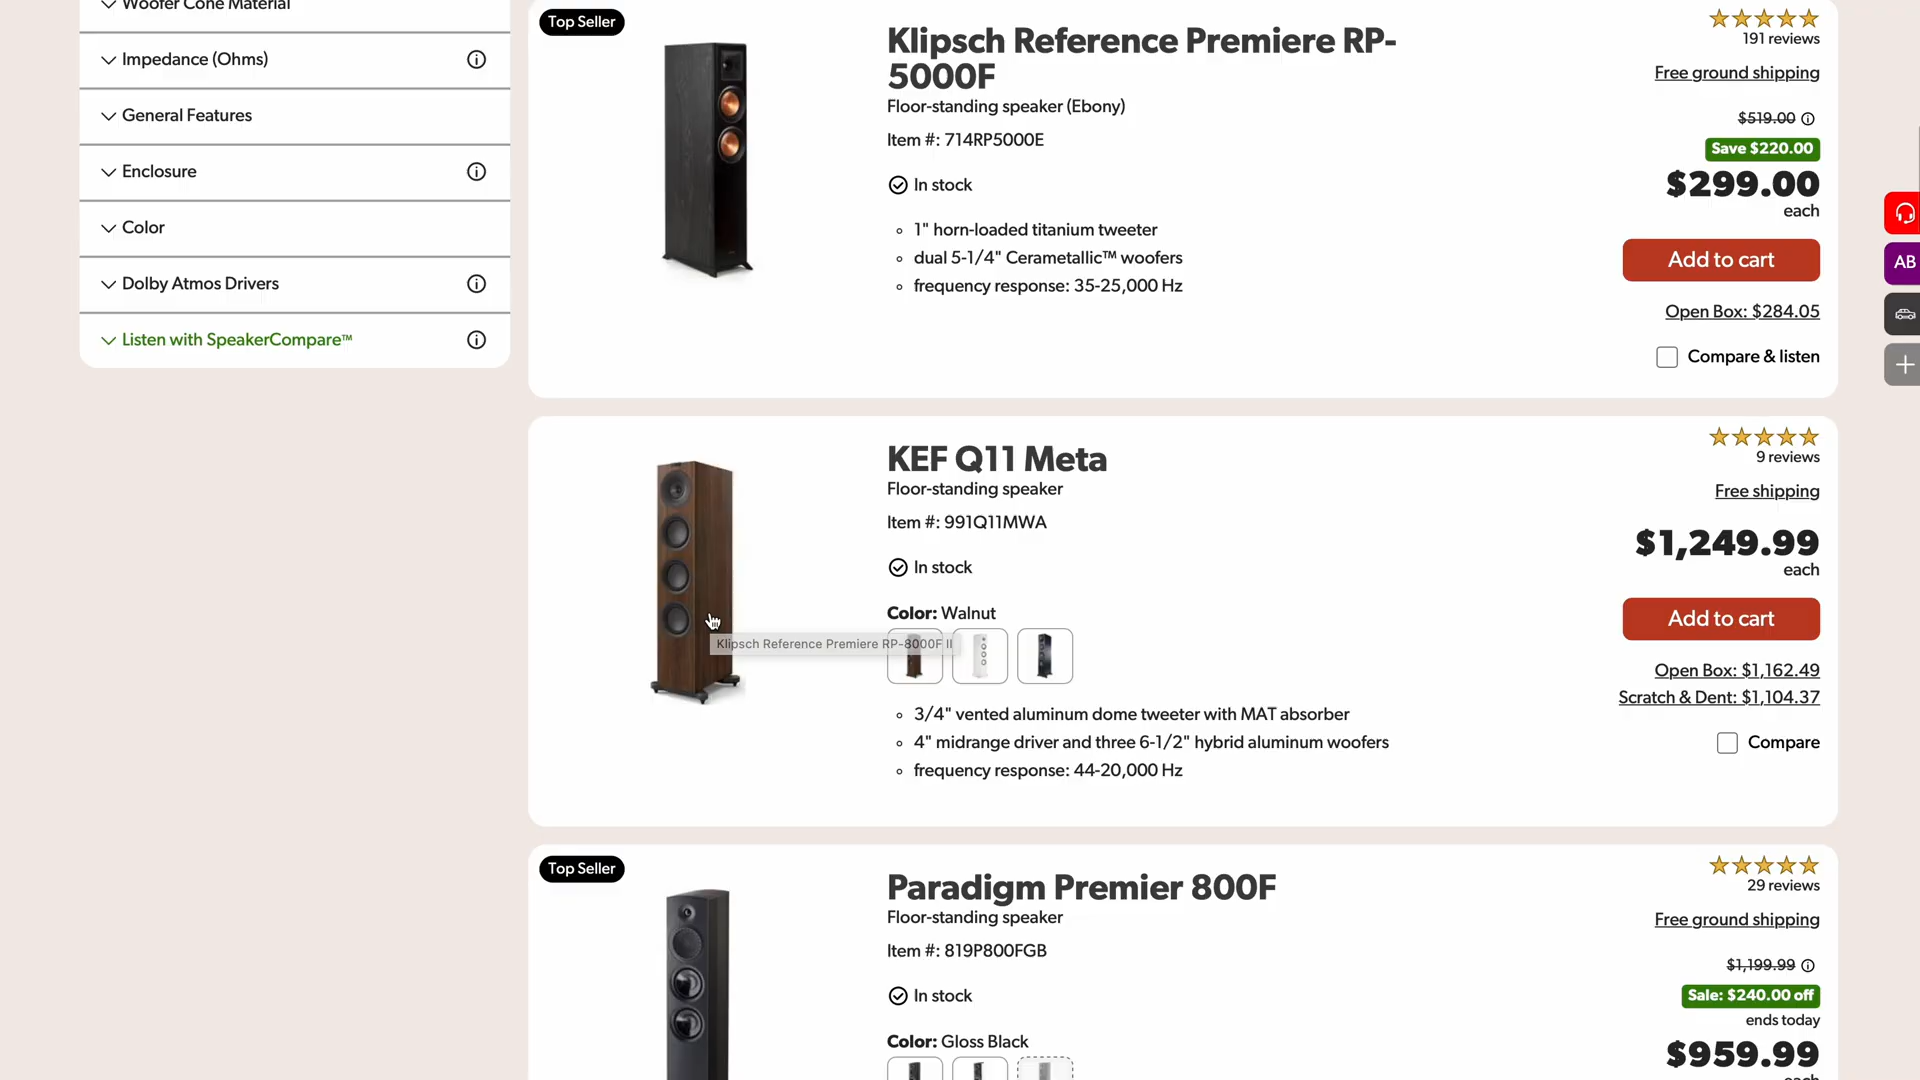 Woofer Cone Material
Impedance (Ohms)
General Features
Enclosure
Color
Dolby Atmos Drivers
Listen with SpeakerCompare™
Top Seller
Klipsch Reference Premiere RP-
5000F
Floor-standing speaker (Ebony)
Item #: 714RP5000E
In stock
1" horn-loaded titanium tweeter
dual 5-1/4" Cerametallic™ woofers
frequency response: 35-25,000 Hz
191 reviews
Free ground shipping
$519.00
Save $220.00
$299.00
each
Add to cart
Open Box: $284.05
Compare & listen
KEF Q11 Meta
Floor-standing speaker
Item #: 991Q11MWA
In stock
Color: Walnut
Klipsch Reference Premiere RP-8000F II
3/4" vented aluminum dome tweeter with MAT absorber
4" midrange driver and three 6-1/2" hybrid aluminum woofers
frequency response: 44-20,000 Hz
9 reviews
Free shipping
$1,249.99
each
Add to cart
Open Box: $1,162.49
Scratch & Dent: $1,104.37
Compare
Top Seller
Paradigm Premier 800F
Floor-standing speaker
Item #: 819P800FGB
In stock
Color: Gloss Black
29 reviews
Free ground shipping
$1,199.99
Sale: $240.00 off
ends today
$959.99
each
AB